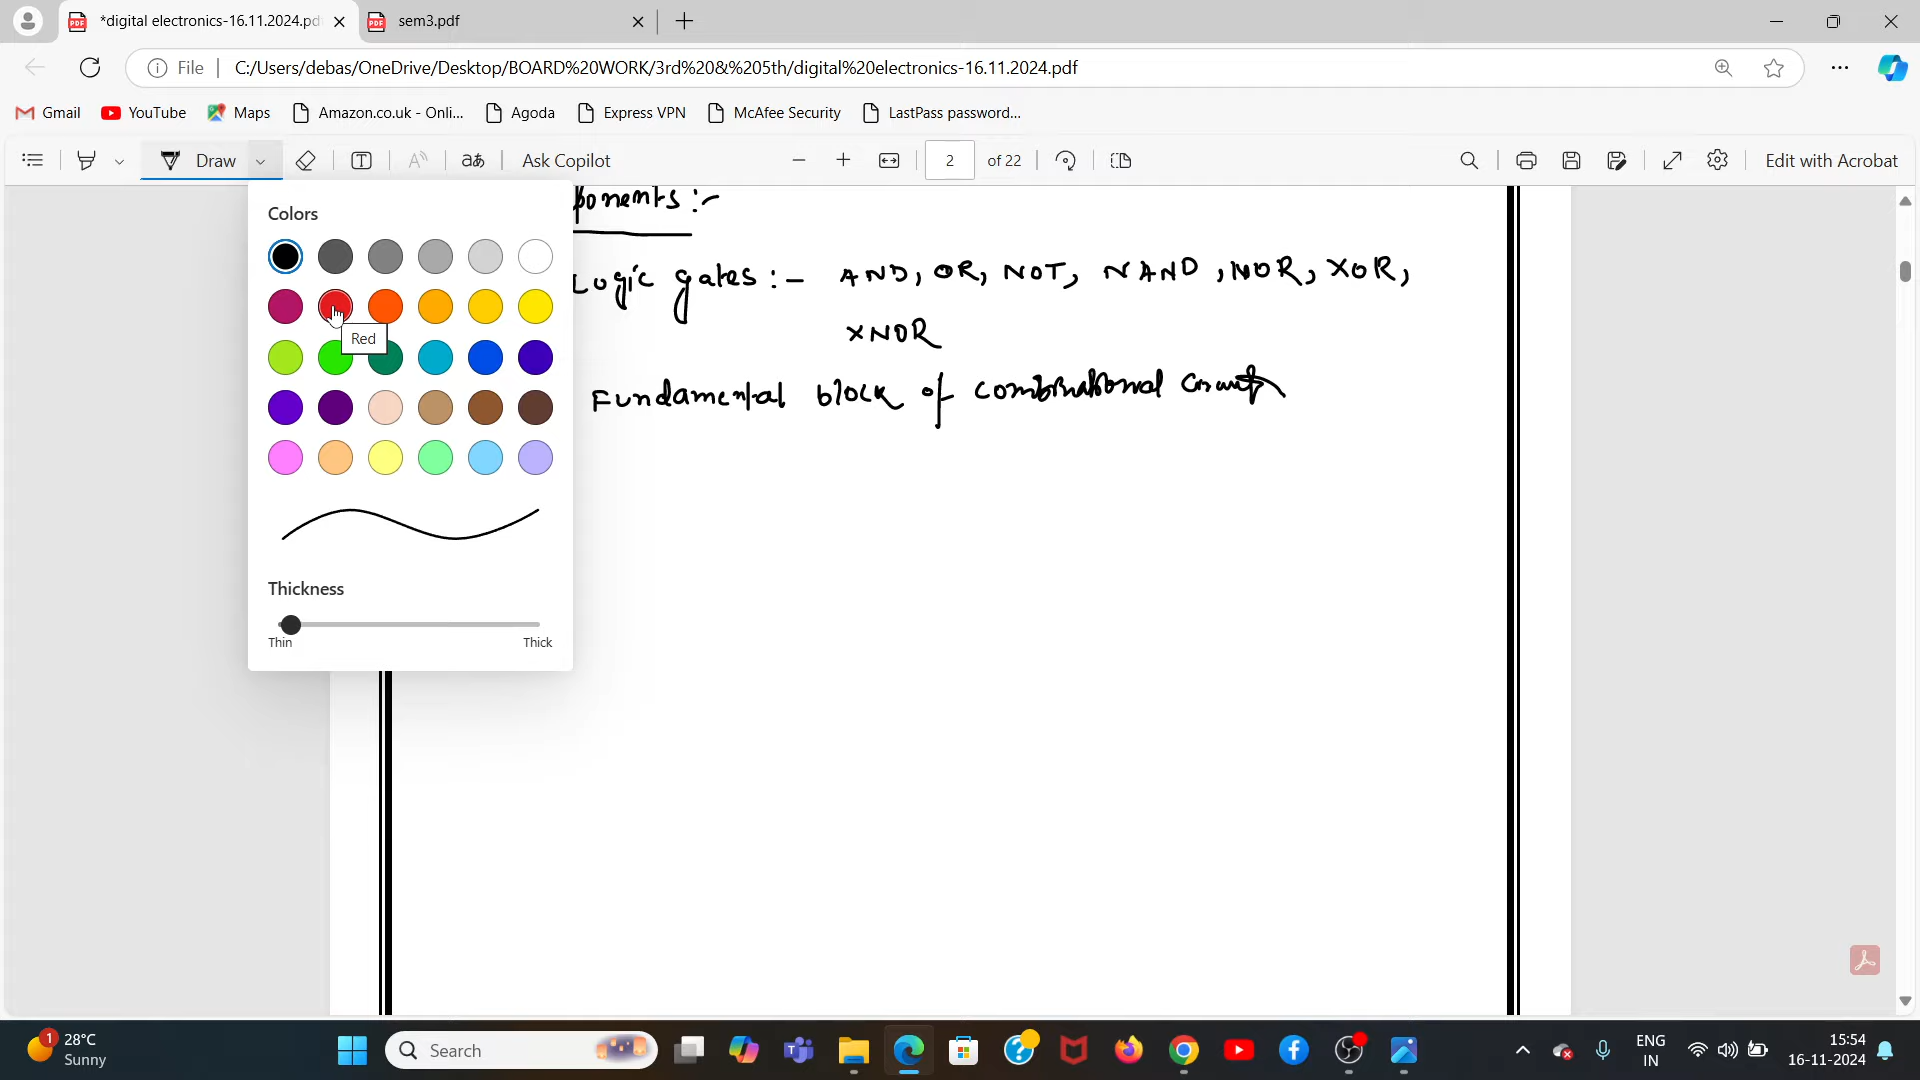 *digital electronics-16.11.2024.pd
sem3.pdf
File
C:/Users/debas/OneDrive/Desktop/BOARD%20WORK/3rd%20&%205th/digital%20electronics-16.11.2024.pdf
Gmail YouTube Maps Amazon.co.uk - Onli... Agoda Express VPN McAfee Security LastPass password...
Draw Ask Copilot 2 of 22 Edit with Acrobat
Colors
Red
Thickness
Thin Thick
ponents :-
Logic gates :- AND, OR, NOT, NAND, NOR, XOR,
XNOR
Fundamental block of combinational
1 28°C
Sunny
Search
ENG
IN
15:54
16-11-2024